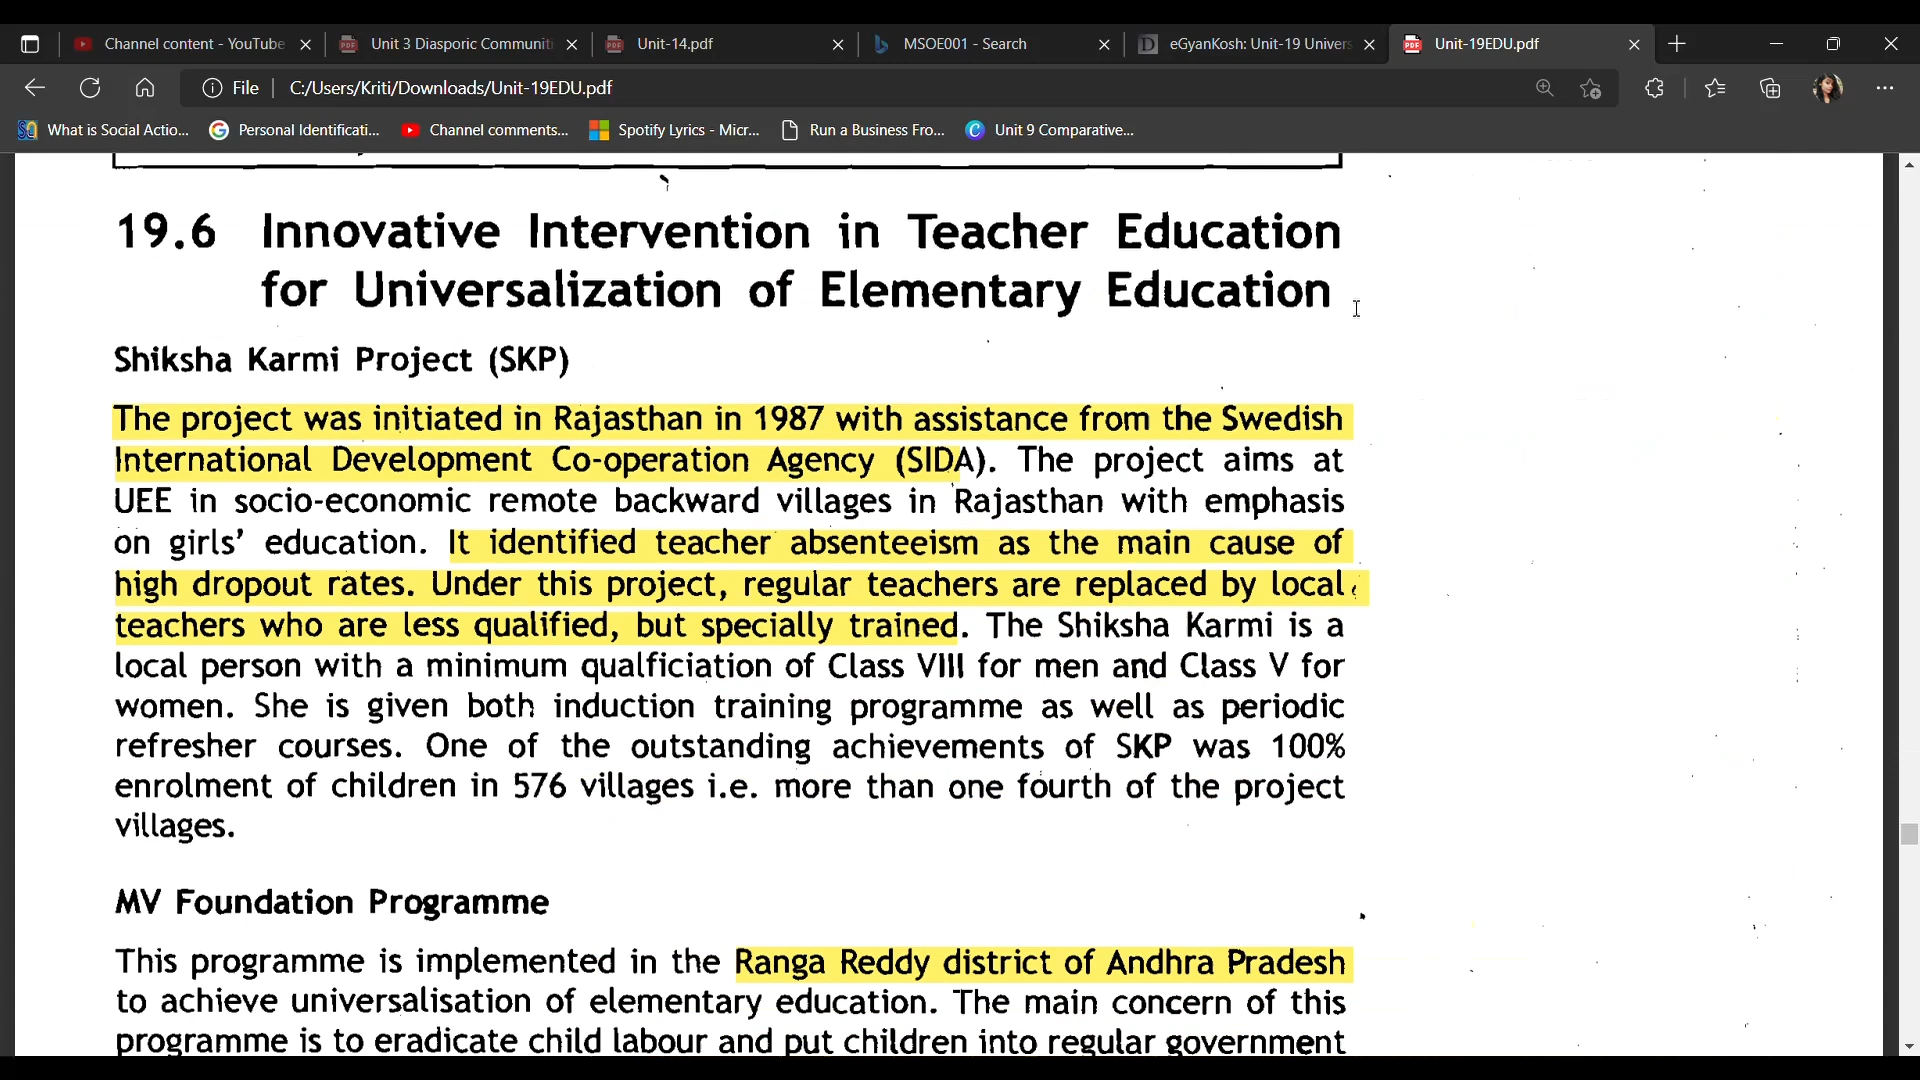 Channel content - YouTube
Unit 3 Diasporic Communiti
Unit-14.pdf
MSOE001 - Search
eGyanKosh: Unit-19 Univers
Unit-19EDU.pdf
File
C:/Users/Kriti/Downloads/Unit-19EDU.pdf
What is Social Actio...
Personal Identificati...
Channel comments...
Spotify Lyrics - Micr...
Run a Business Fro...
Unit 9 Comparative...
19.6 Innovative Intervention in Teacher Education
for Universalization of Elementary Education
Shiksha Karmi Project (SKP)
The project was initiated in Rajasthan in 1987 with assistance from the Swedish
International Development Co-operation Agency (SIDA). The project aims at
UEE in socio-economic remote backward villages in Rajasthan with emphasis
on girls' education. It identified teacher absenteeism as the main cause of
high dropout rates. Under this project, regular teachers are replaced by local
teachers who are less qualified, but specially trained. The Shiksha Karmi is a
local person with a minimum qualficiation of Class VIII for men and Class V for
women. She is given both induction training programme as well as periodic
refresher courses. One of the outstanding achievements of SKP was 100%
enrolment of children in 576 villages i.e. more than one fourth of the project
villages.
MV Foundation Programme
This programme is implemented in the Ranga Reddy district of Andhra Pradesh
to achieve universalisation of elementary education. The main concern of this
programme is to eradicate child labour and put children into regular government